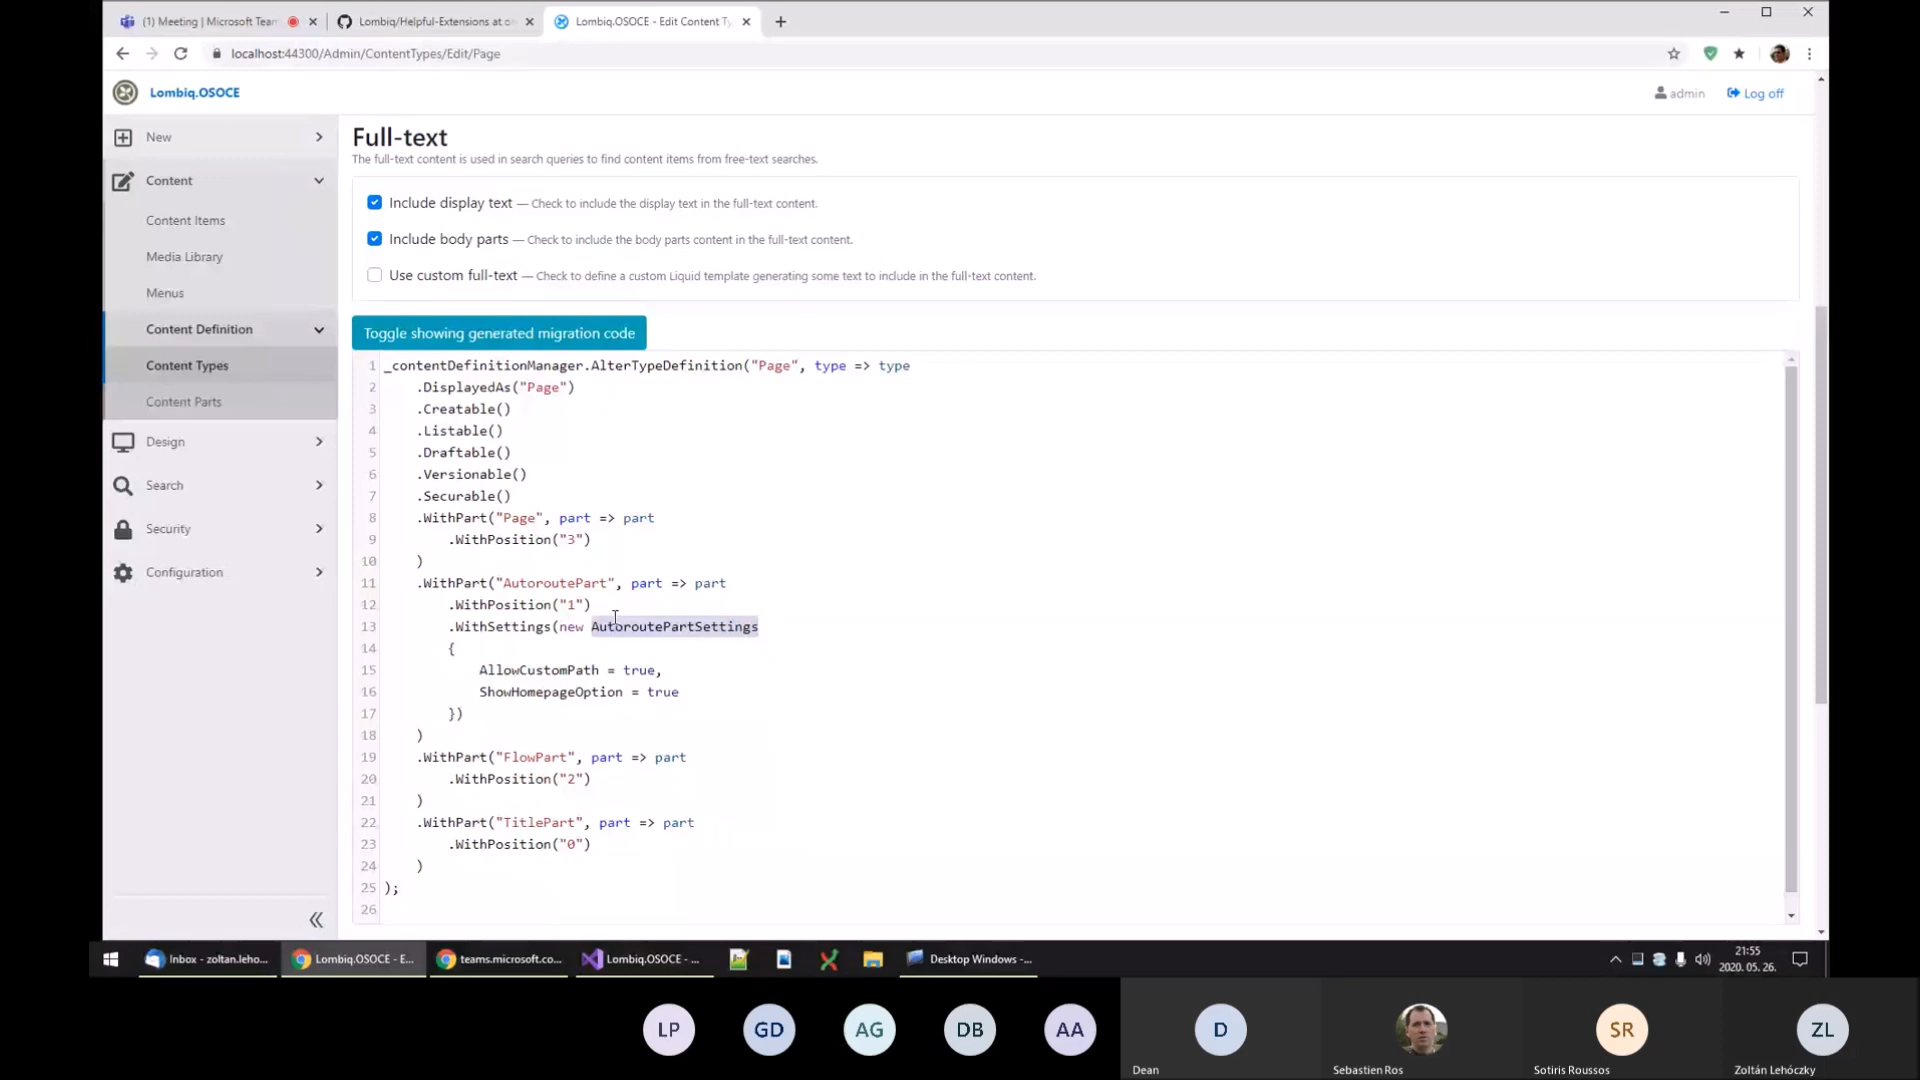 (1) Meeting | Microsoft Team
Lombiq/Helpful-Extensions at o
Lombiq.OSOCE - Edit Content Ty
localhost:44300/Admin/ContentTypes/Edit/Page
Lombiq.OSOCE
admin
Log off
New
Content
Content Items
Media Library
Menus
Content Definition
Content Types
Content Parts
Design
Search
Security
Configuration
Full-text
The full-text content is used in search queries to find content items from free-text searches.
Include display text — Check to include the display text in the full-text content.
Include body parts — Check to include the body parts content in the full-text content.
Use custom full-text — Check to define a custom Liquid template generating some text to include in the full-text content.
Toggle showing generated migration code
1 _contentDefinitionManager.AlterTypeDefinition("Page", type => type
2 .DisplayedAs("Page")
3 .Creatable()
4 .Listable()
5 .Draftable()
6 .Versionable()
7 .Securable()
8 .WithPart("Page", part => part
9 .WithPosition("3")
10 )
11 .WithPart("AutoroutePart", part => part
12 .WithPosition("1")
13 .WithSettings(new AutoroutePartSettings
14 {
15 AllowCustomPath = true,
16 ShowHomepageOption = true
17 })
18 )
19 .WithPart("FlowPart", part => part
20 .WithPosition("2")
21 )
22 .WithPart("TitlePart", part => part
23 .WithPosition("0")
24 )
25 );
26
Inbox - zoltan.leho...
Lombiq.OSOCE - E...
teams.microsoft.co...
Lombiq.OSOCE - ...
Desktop Windows -...
21:55
2020. 05. 26.
LP
GD
AG
DB
AA
D
SR
ZL
Dean
Sebastien Ros
Sotiris Roussos
Zoltán Lehóczky